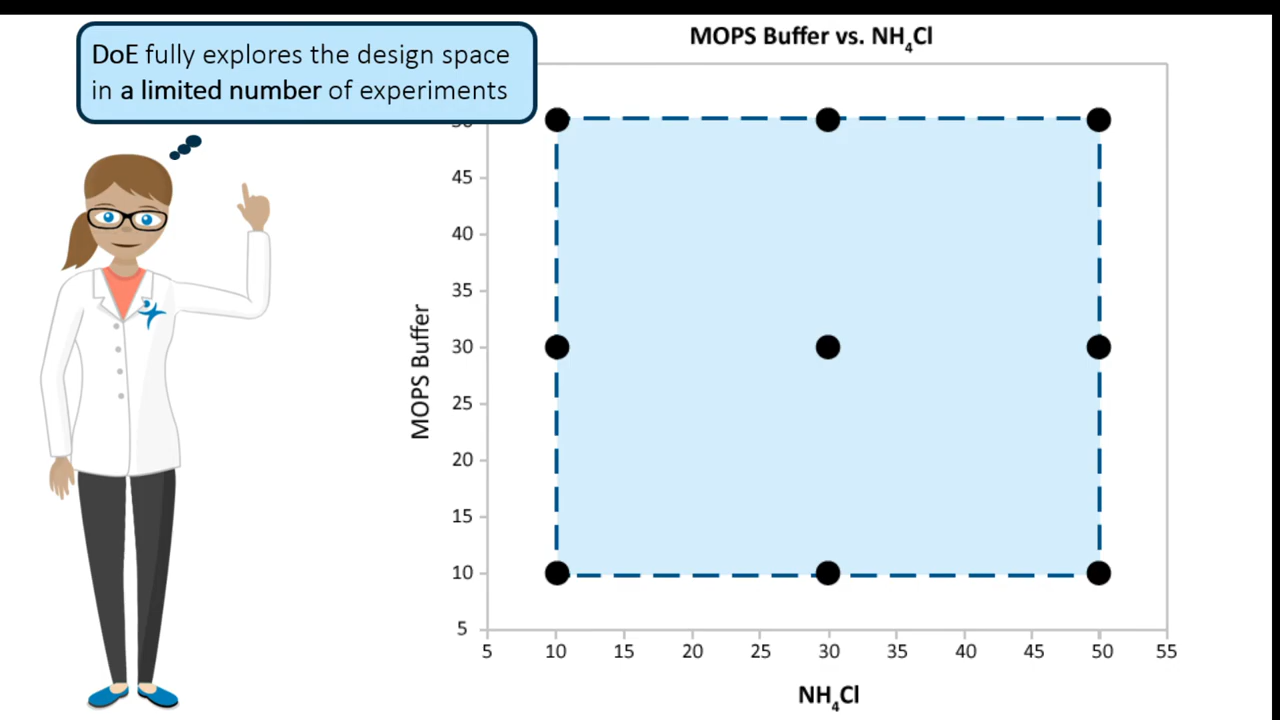 DoE fully explores the design space
in a limited number of experiments
MOPS Buffer vs. NH₄Cl
45
40
35
30
25
20
15
10
5
MOPS Buffer
5 10 15 20 25 30 35 40 45 50 55
NH₄Cl